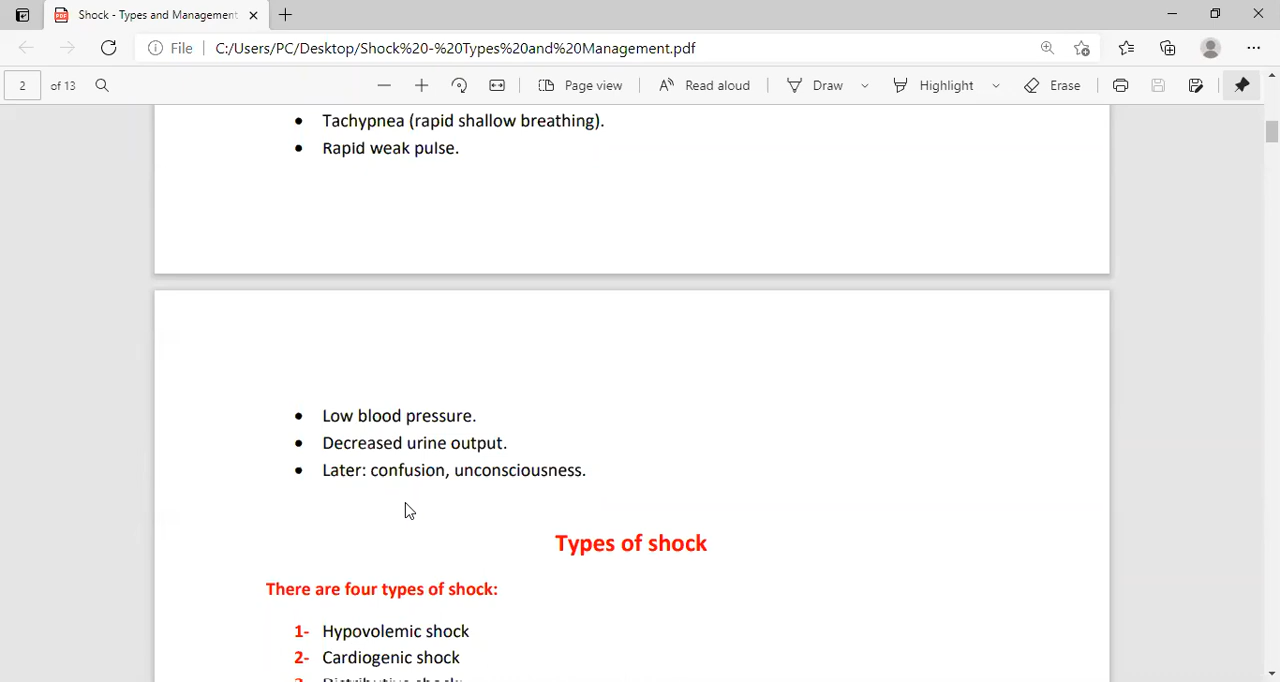 Shock - Types and Management
File C:/Users/PC/Desktop/Shock%20-%20Types%20and%20Management.pdf
2 of 13 Page view Read aloud Draw Highlight Erase
• Tachypnea (rapid shallow breathing).
• Rapid weak pulse.
• Low blood pressure.
• Decreased urine output.
• Later: confusion, unconsciousness.
Types of shock
There are four types of shock:
1- Hypovolemic shock
2- Cardiogenic shock